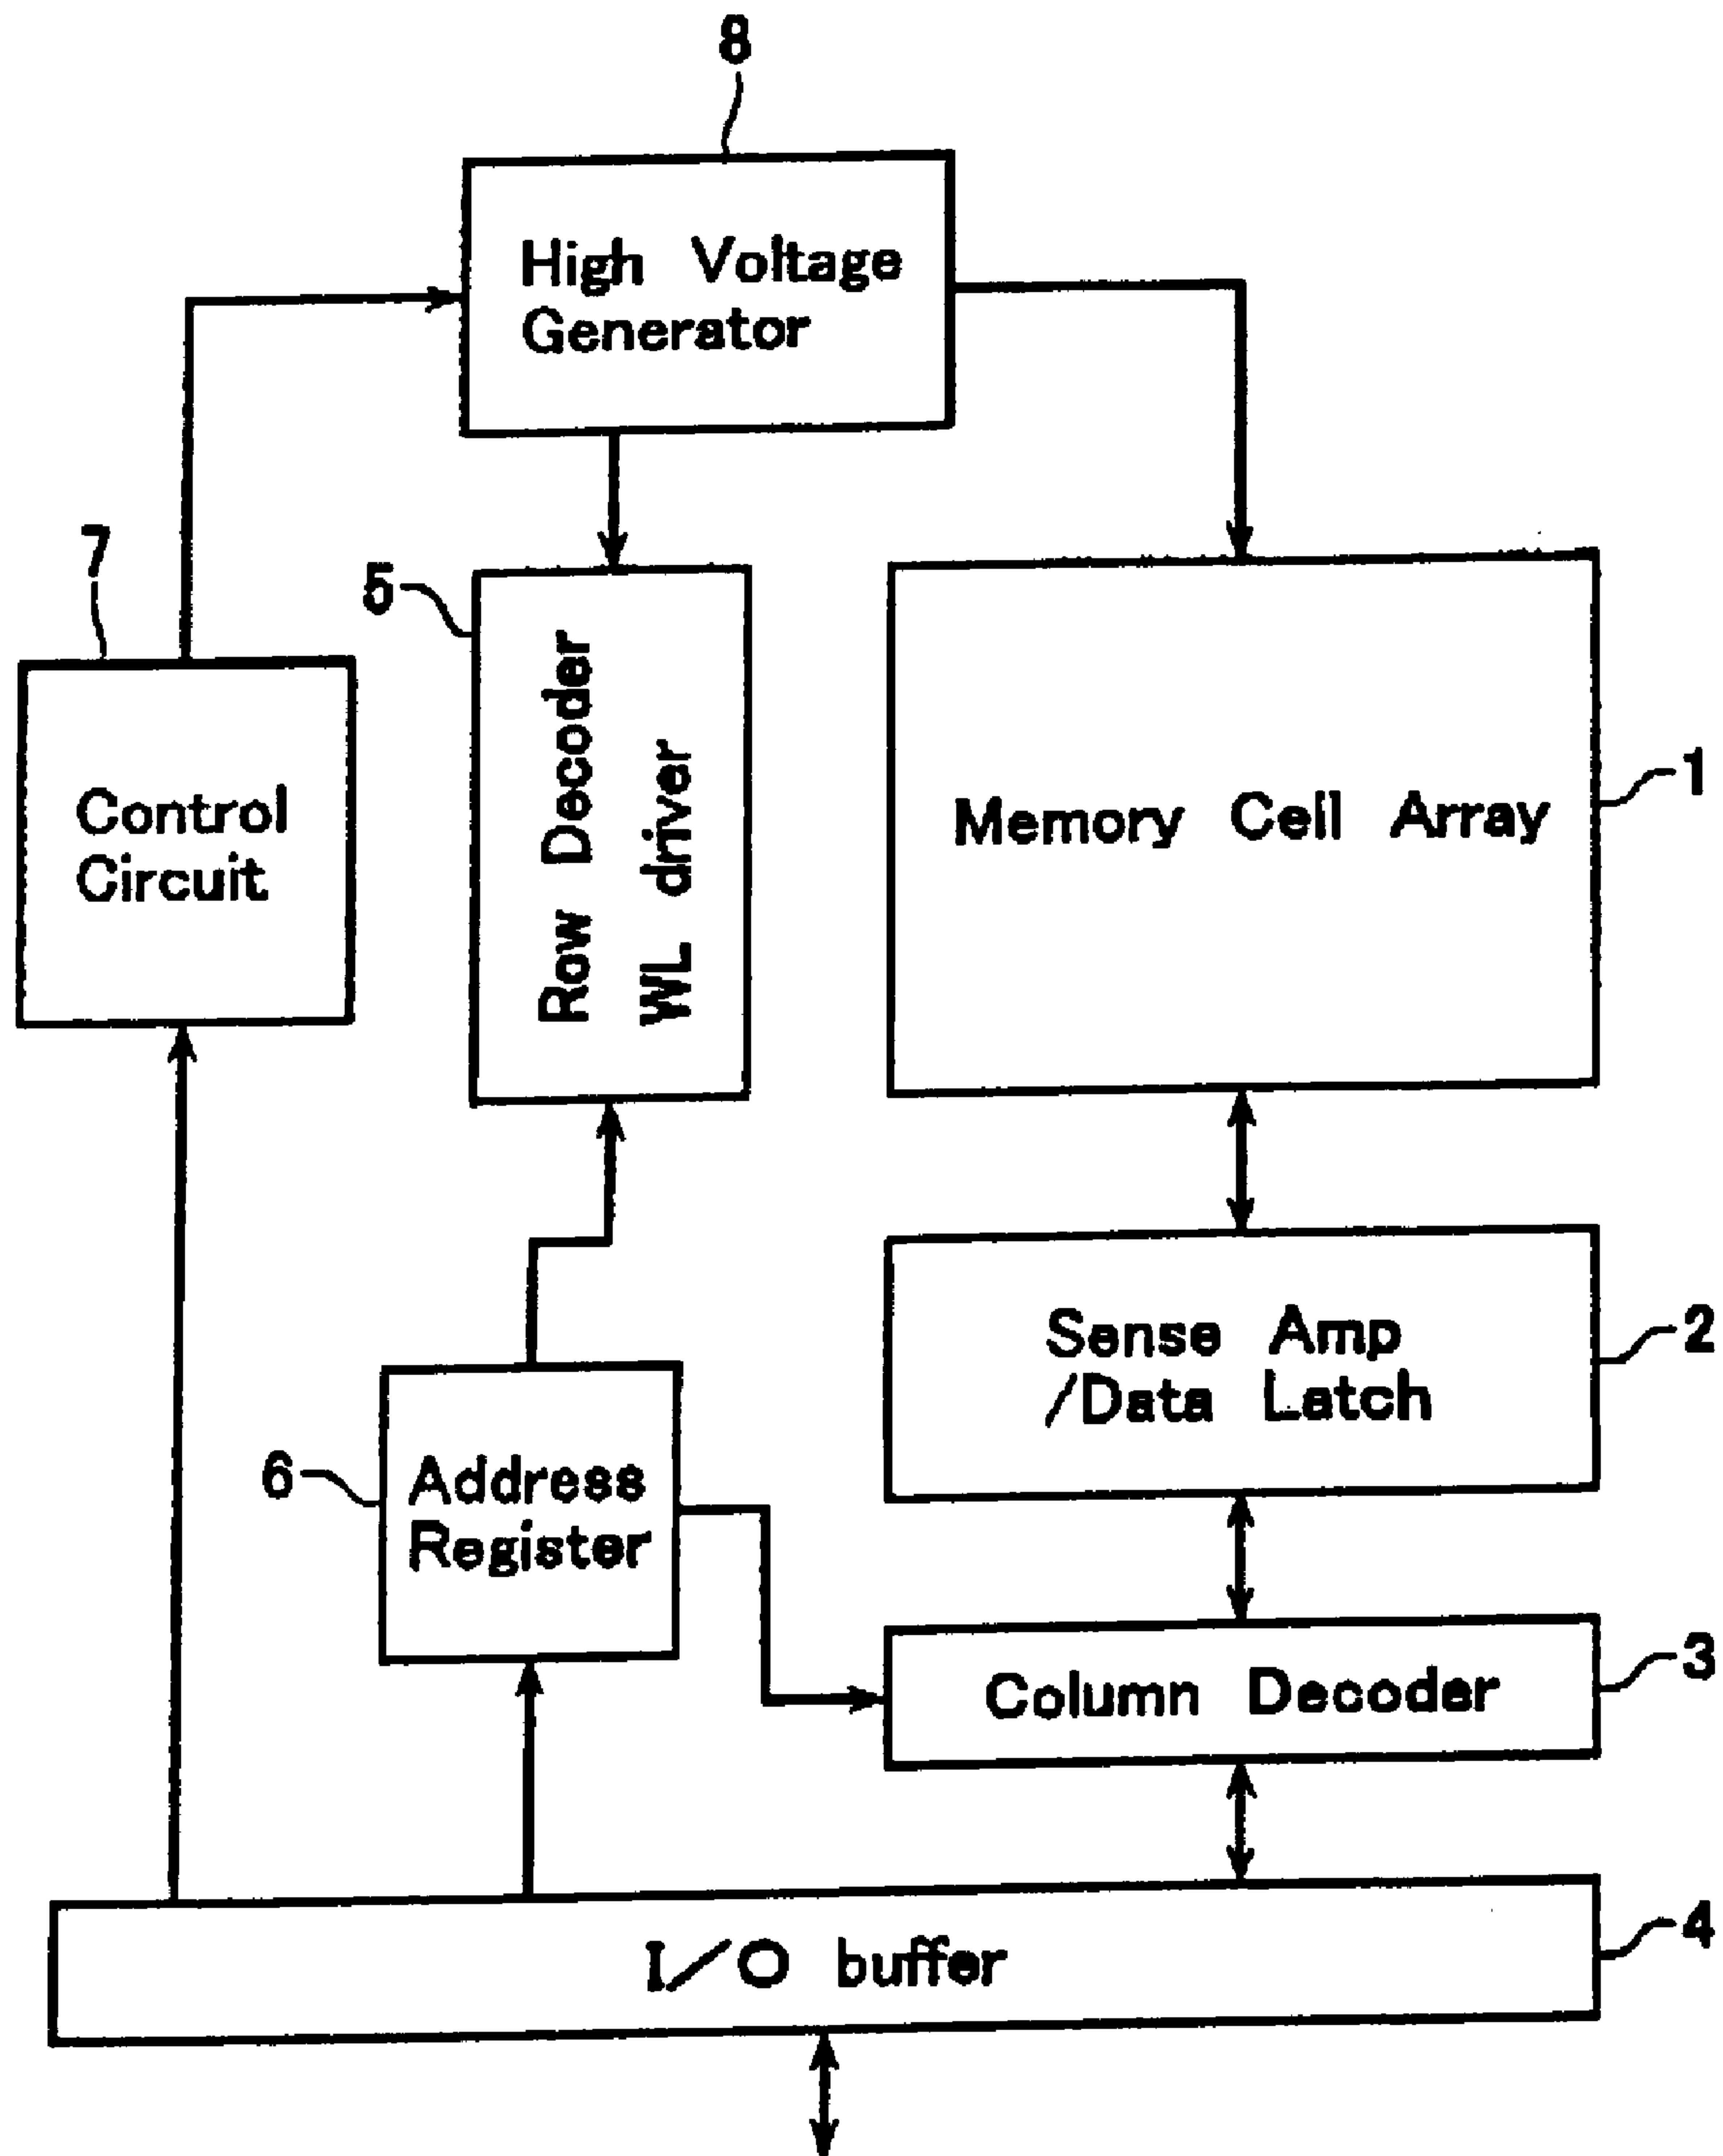 8
High Voltage
Generator
7
5
Control
Circuit
Row Decoder
WL driver
Memory Cell Array
1
Sense Amp
/Data Latch
2
6
Address
Register
Column Decoder
3
I/O buffer
4